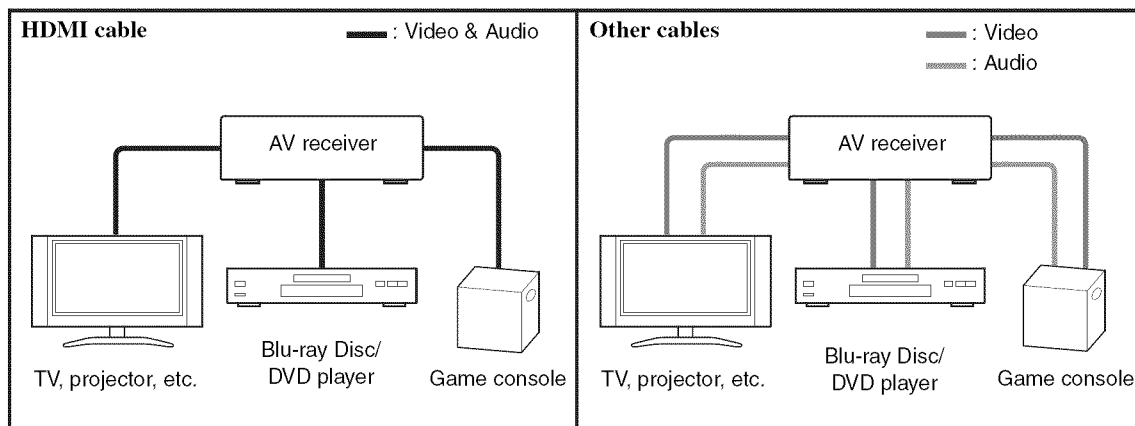 HDMI cable
: Video & Audio
AV receiver
TV, projector, etc.
Blu-ray Disc/
DVD player
Game console
Other cables
: Video
: Audio
AV receiver
TV, projector, etc.
Blu-ray Disc/
DVD player
Game console